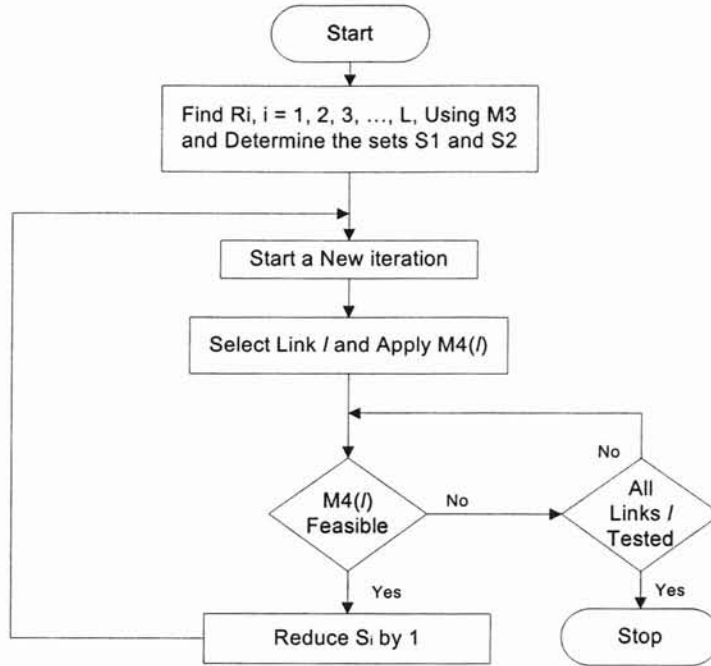 Start
Find Ri, i = 1, 2, 3, ..., L, Using M3
and Determine the sets S1 and S2
Start a New iteration
Select Link l and Apply M4(l)
No
M4(l)
Feasible
No
All
Links l
Tested
Yes
Yes
Reduce Si by 1
Stop